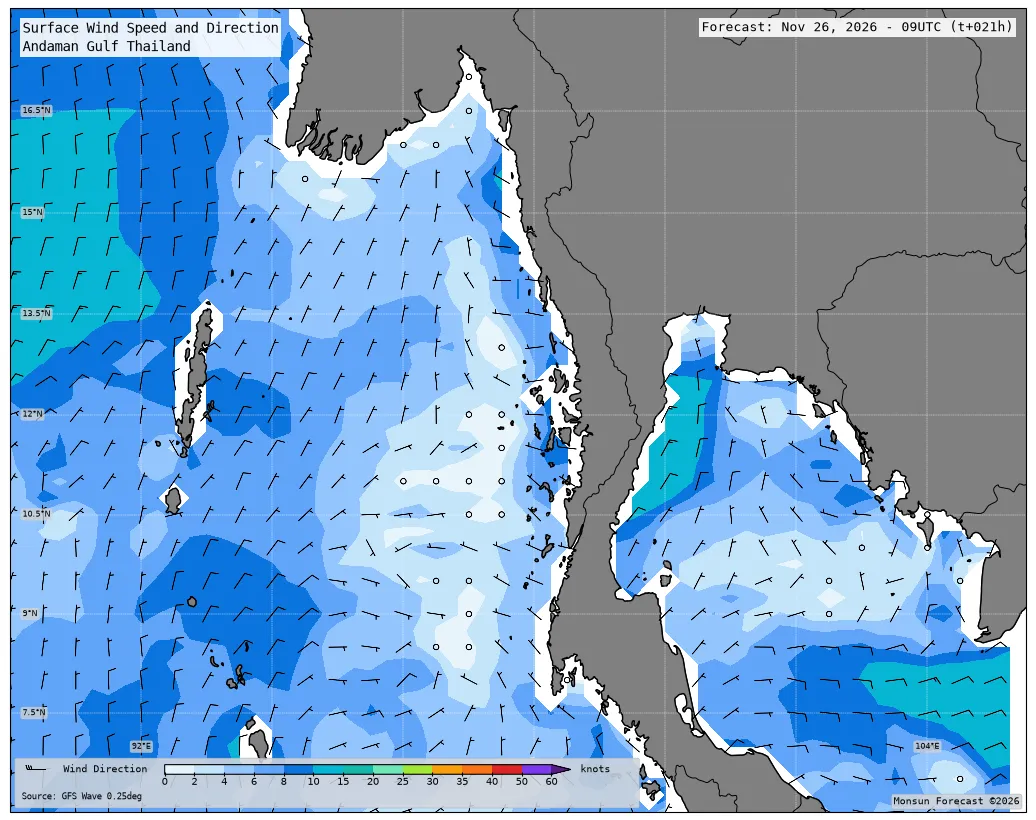 Surface Wind Speed and Direction
Andaman Gulf Thailand
Forecast: Nov 26, 2026 - 09UTC (t+021h)
16.5°N
15°N
13.5°N
12°N
10.5°N
9°N
7.5°N
92°E
104°E
Wind Direction
0 2 4 6 8 10 15 20 25 30 35 40 50 60
knots
Source: GFS Wave 0.25deg
Monsun Forecast ©2026